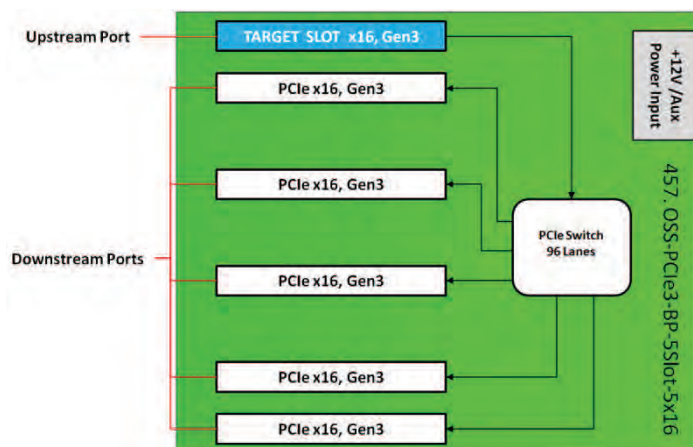 Upstream Port
TARGET SLOT x16, Gen3
PCIe x16, Gen3
PCIe x16, Gen3
Downstream Ports
PCIe x16, Gen3
PCIe x16, Gen3
PCIe x16, Gen3
PCIe Switch
96 Lanes
+12V /Aux
Power Input
457. OSS-PCIe3-BP-5Slot-5x16